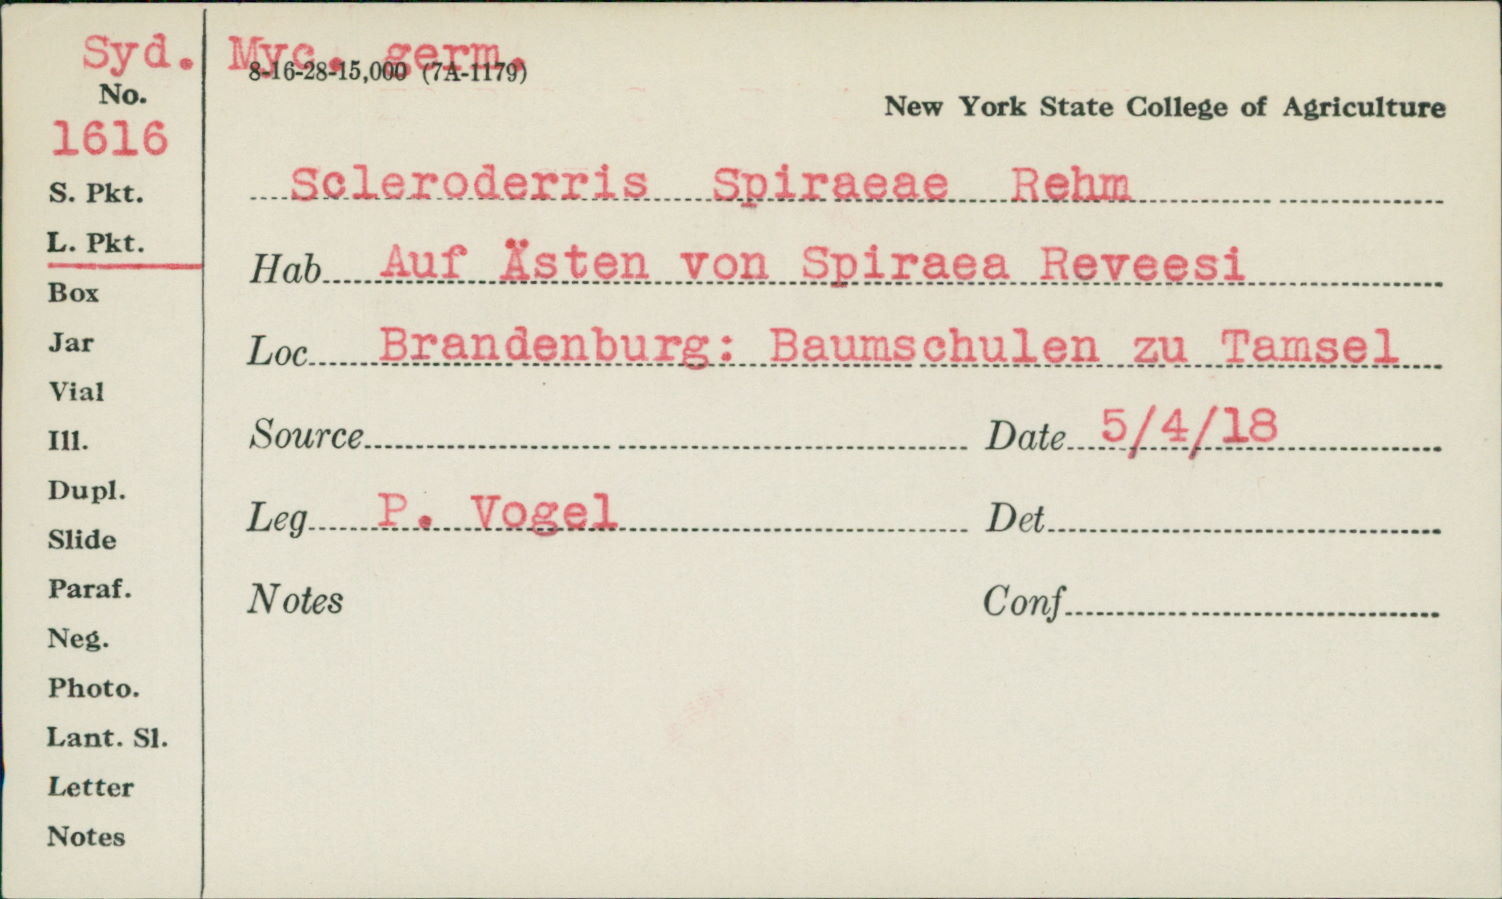 Syd. Myc. germ.
8-16-28-15,000 (7A-1179)
No.
1616
New York State College of Agriculture
S. Pkt.
L. Pkt.
Box
Jar
Vial
Ill.
Dupl.
Slide
Paraf.
Neg.
Photo.
Lant. Sl.
Letter
Notes
Scleroderris Spiraeae Rehm
Hab Auf Ästen von Spiraea Reveesi
Loc Brandenburg: Baumschulen zu Tamsel
Source Date 5/4/18
Leg P. Vogel Det
Notes Conf